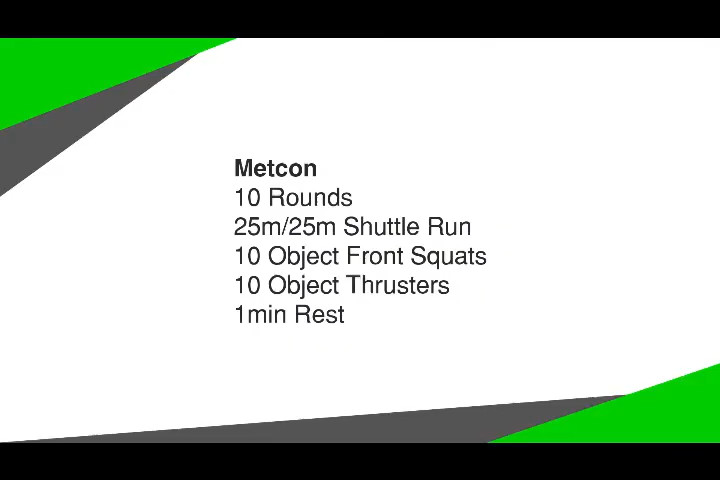 Metcon
10 Rounds
25m/25m Shuttle Run
10 Object Front Squats
10 Object Thrusters
1min Rest